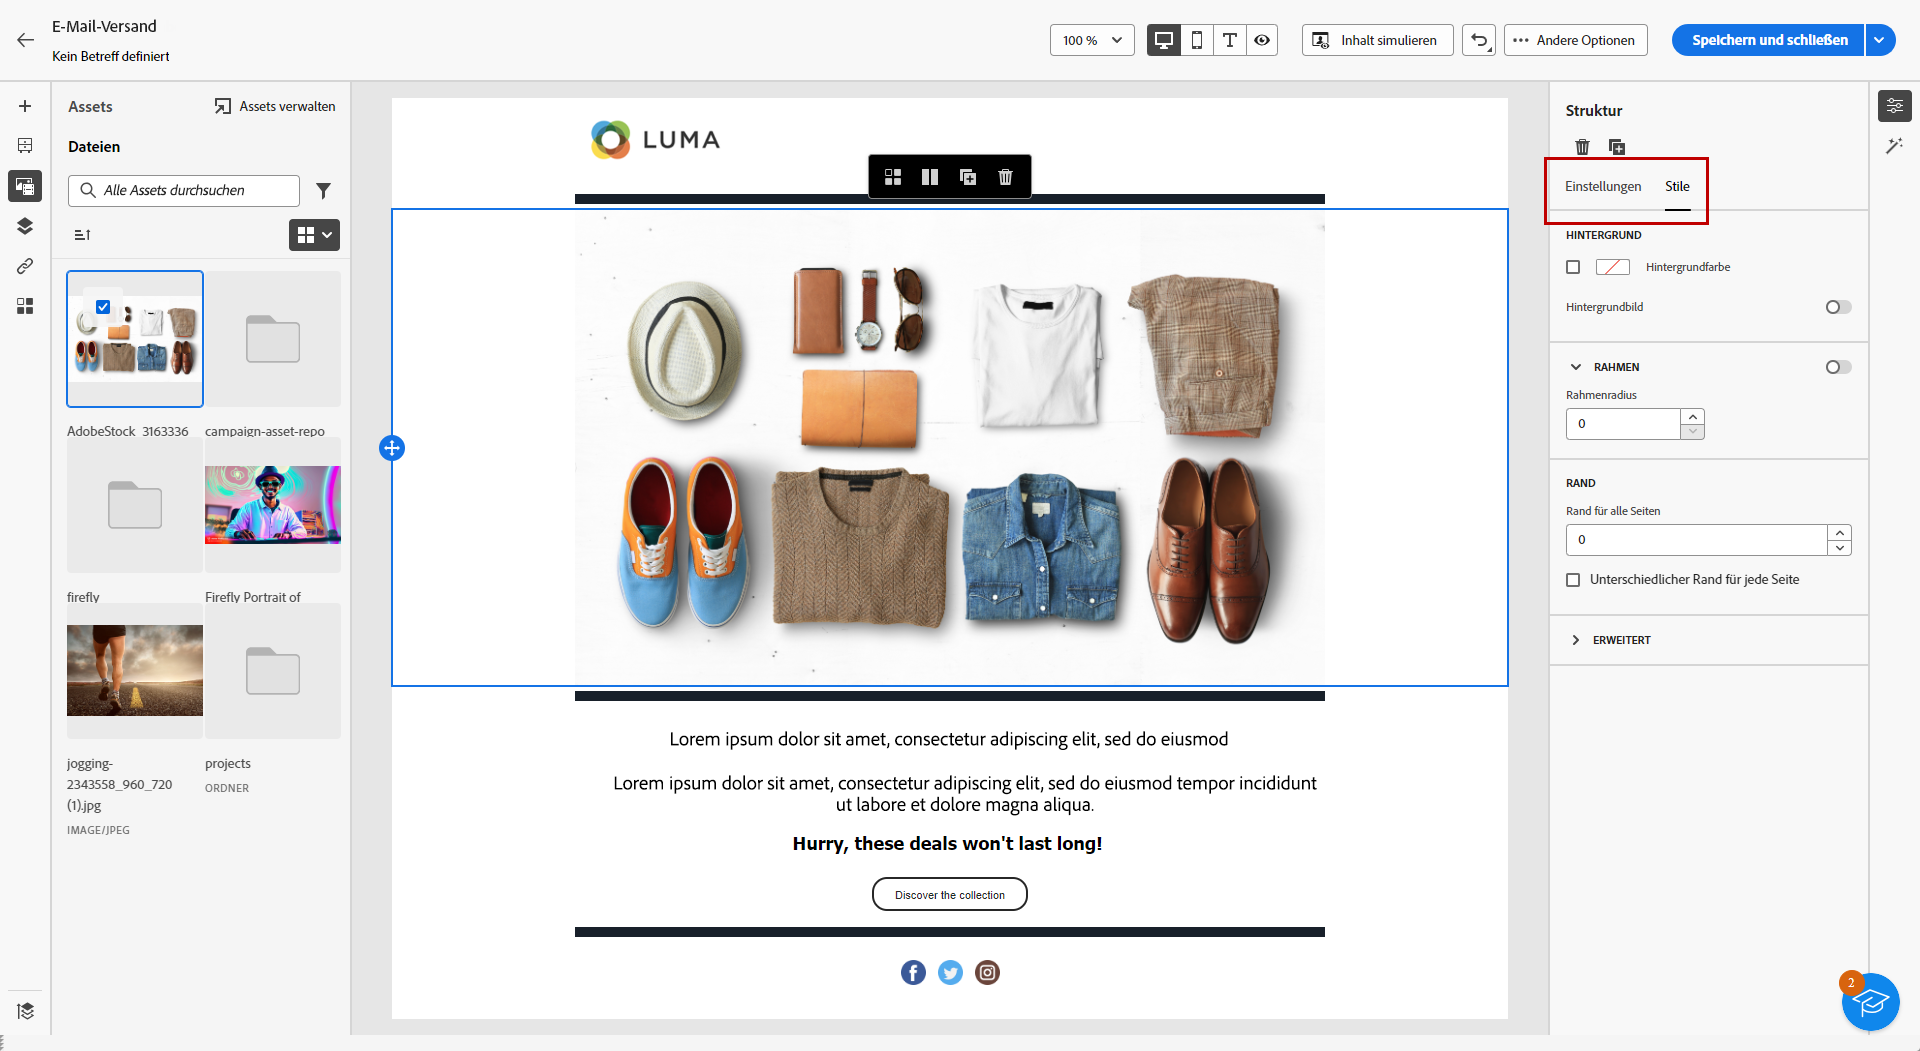 E-Mail-Versand
Kein Betreff definiert
100 %
Inhalt simulieren
Andere Optionen
Speichern und schließen
Assets
Assets verwalten
Dateien
Alle Assets durchsuchen
AdobeStock_3163336
campaign-asset-repo
firefly
Firefly Portrait of
jogging-
2343558_960_720
(1).jpg
IMAGE/JPEG
projects
ORDNER
LUMA
Lorem ipsum dolor sit amet, consectetur adipiscing elit, sed do eiusmod
Lorem ipsum dolor sit amet, consectetur adipiscing elit, sed do eiusmod tempor incididunt
ut labore et dolore magna aliqua.
Hurry, these deals won't last long!
Discover the collection
Struktur
Einstellungen
Stile
HINTERGRUND
Hintergrundfarbe
Hintergrundbild
RAHMEN
Rahmenradius
0
RAND
Rand für alle Seiten
0
Unterschiedlicher Rand für jede Seite
ERWEITERT
2